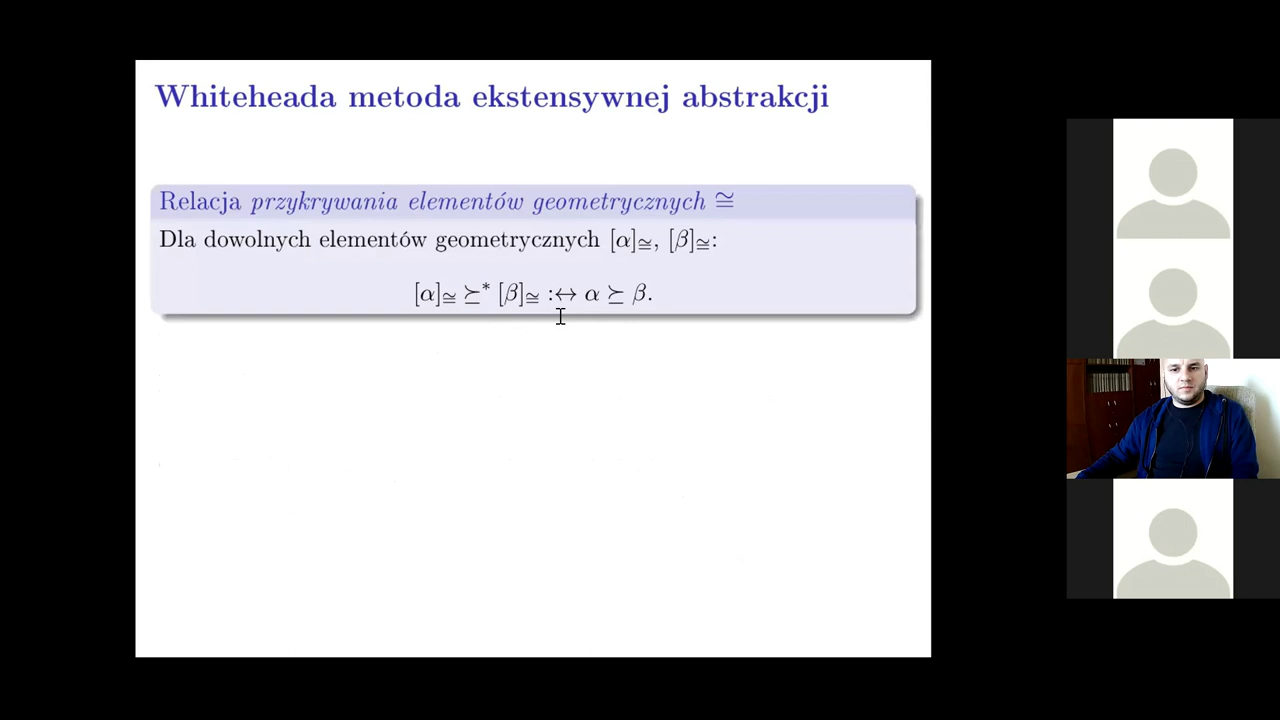 Whiteheada metoda ekstensywnej abstrakcji
Relacja przykrywania elementów geometrycznych ≅
Dla dowolnych elementów geometrycznych [α]≅, [β]≅:
[α]≅ ⪰* [β]≅ :↔ α ⪰ β.